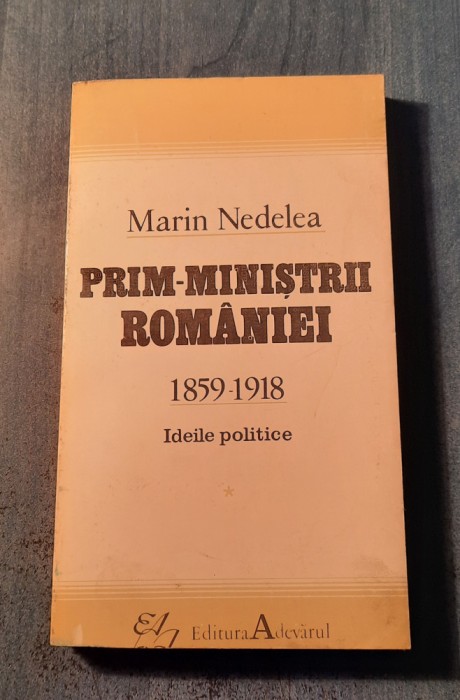 Marin Nedelea
PRIM-MINIȘTRII
ROMÂNIEI
1859-1918
Ideile politice
Editura Adevărul